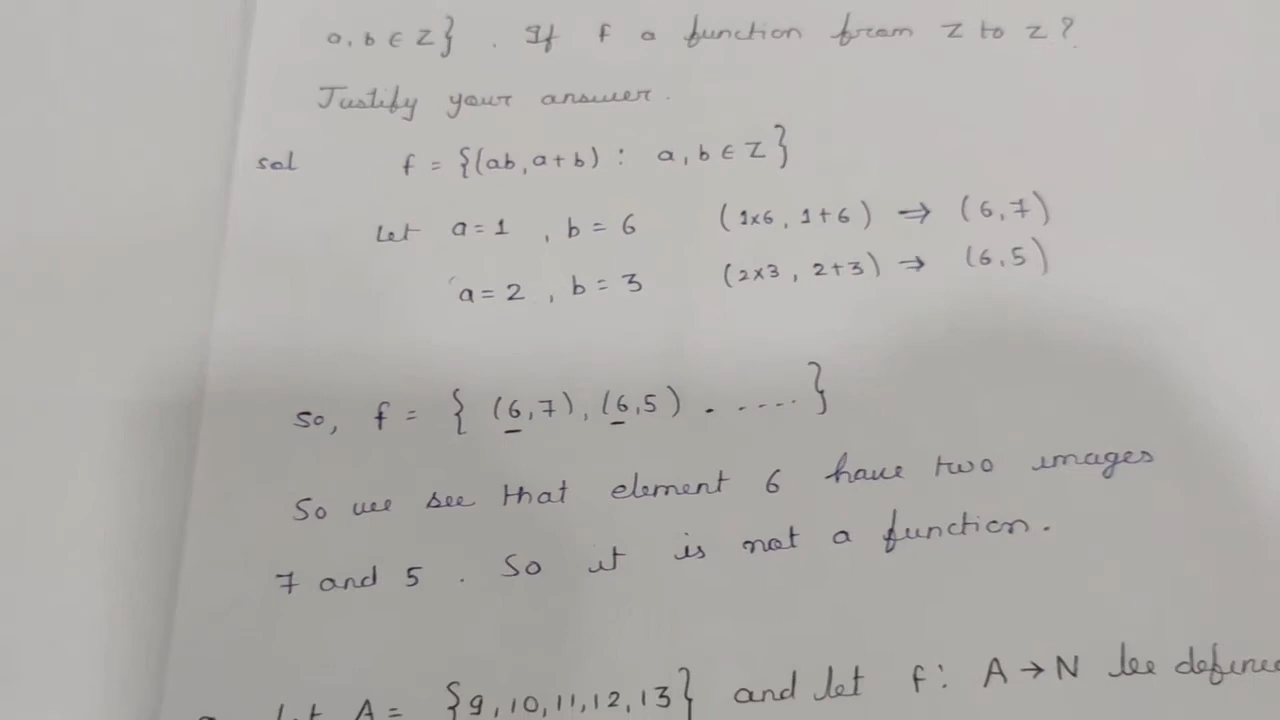 a, b ∈ Z} . If f a function from Z to Z ?
Justify your answer.
sol f = {(ab, a+b) : a, b ∈ Z}
Let a = 1 , b = 6 (1×6, 1+6) ⇒ (6,7)
a = 2 , b = 3 (2×3, 2+3) → (6,5)
So, f = { (6,7), (6,5) . ..... }
So we see that element 6 have two images
7 and 5 . So it is not a function.
Let A = {9,10,11,12,13} and let f: A → N be define